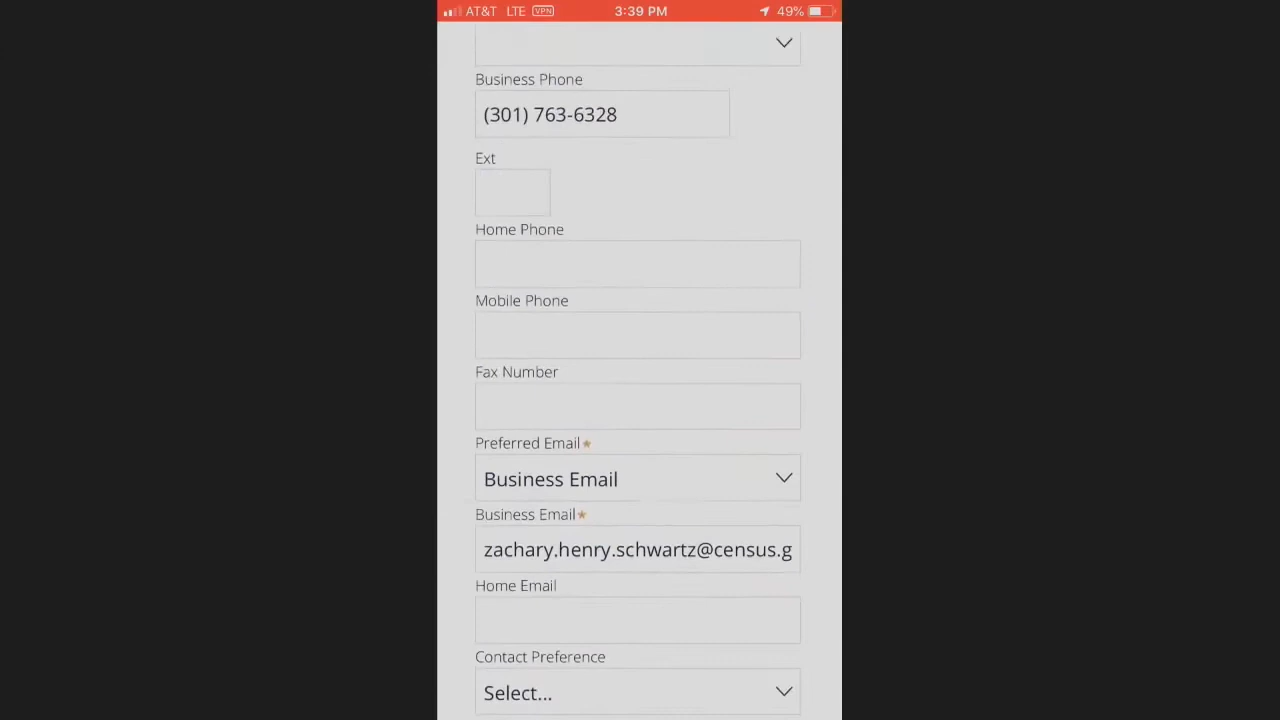 AT&T LTE VPN 3:39 PM 49%
Business Phone
(301) 763-6328
Ext
Home Phone
Mobile Phone
Fax Number
Preferred Email*
Business Email
Business Email*
zachary.henry.schwartz@census.g
Home Email
Contact Preference
Select...